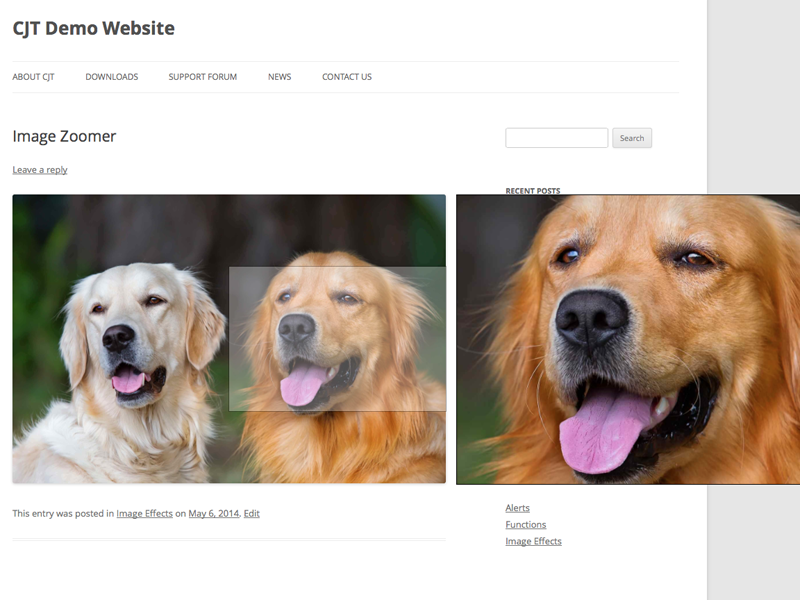 CJT Demo Website
ABOUT CJT DOWNLOADS SUPPORT FORUM NEWS CONTACT US
Image Zoomer
Search
Leave a reply
RECENT POSTS
This entry was posted in Image Effects on May 6, 2014. Edit
Alerts
Functions
Image Effects